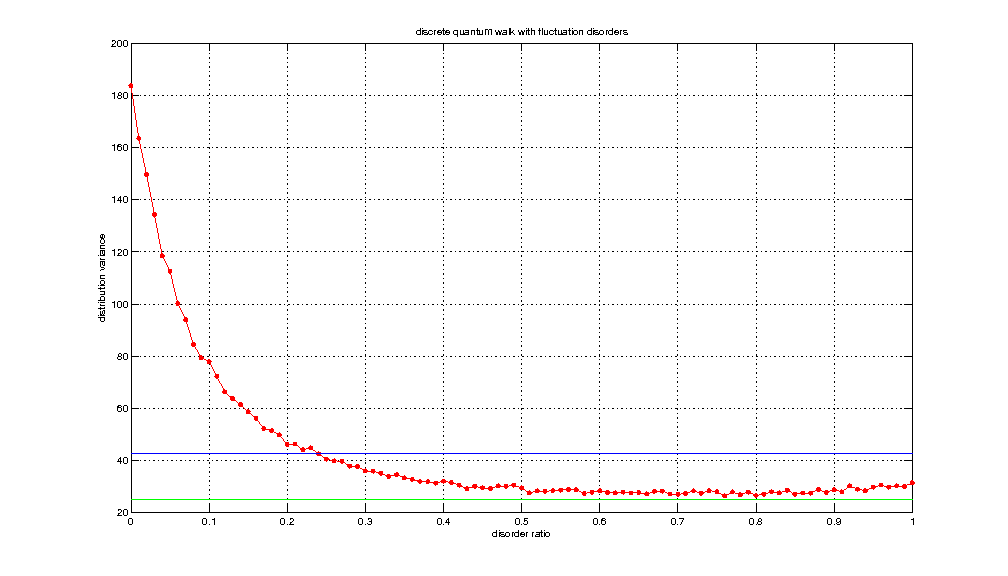 discrete quantum walk with fluctuation disorders
200
180
160
140
120
100
80
60
40
20
distribution variance
0 0.1 0.2 0.3 0.4 0.5 0.6 0.7 0.8 0.9 1
disorder ratio